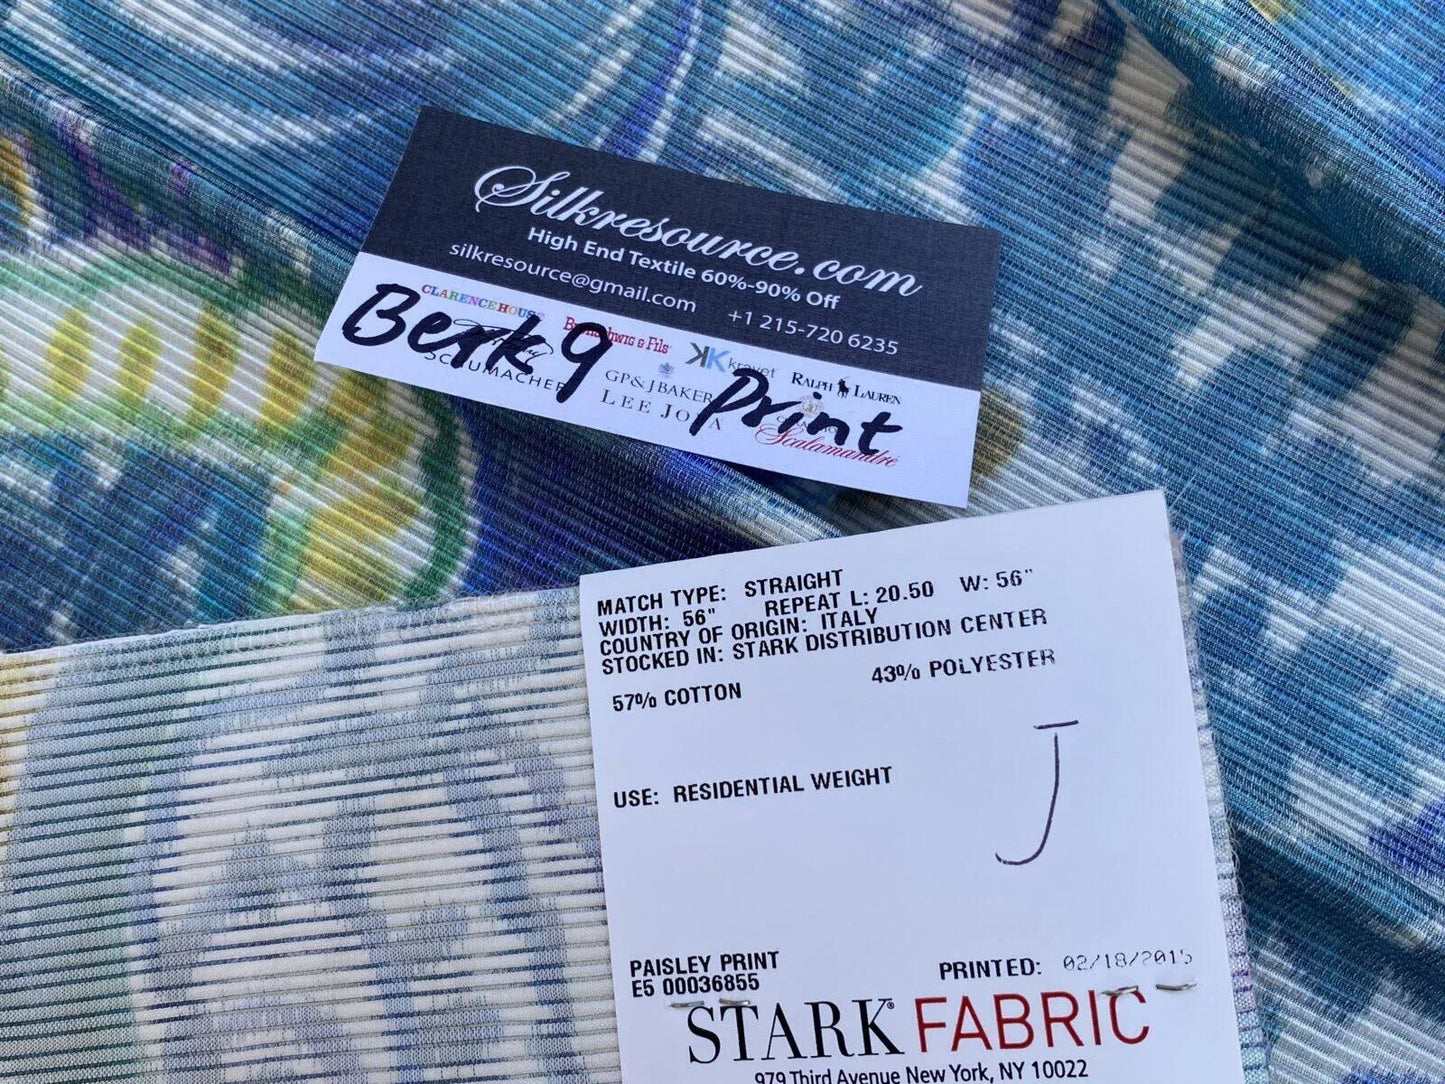 Silkresource.com
High End Textile 60%-90% Off
silkresource@gmail.com +1 215-720 6235
CLARENCE HOUSE
kravet
RALPH LAUREN
SCHUMACHER
GP & J BAKER
LEE JOFA
Scalamandré
Berk 9 Print
MATCH TYPE: STRAIGHT
WIDTH: 56" REPEAT L: 20.50 W: 56"
COUNTRY OF ORIGIN: ITALY
STOCKED IN: STARK DISTRIBUTION CENTER
57% COTTON 43% POLYESTER
J
USE: RESIDENTIAL WEIGHT
PAISLEY PRINT
E5 00036855
PRINTED: 02/18/2015
STARK® FABRIC
979 Third Avenue New York, NY 10022